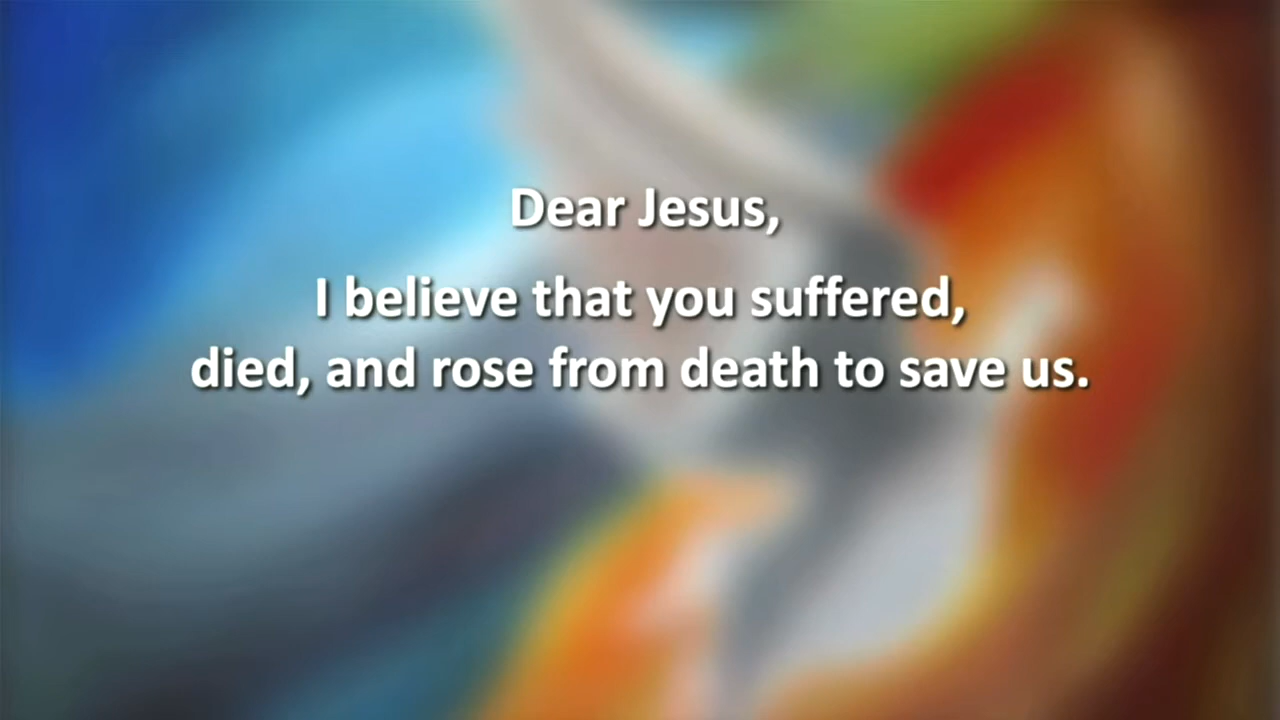 Dear Jesus,
I believe that you suffered,
died, and rose from death to save us.